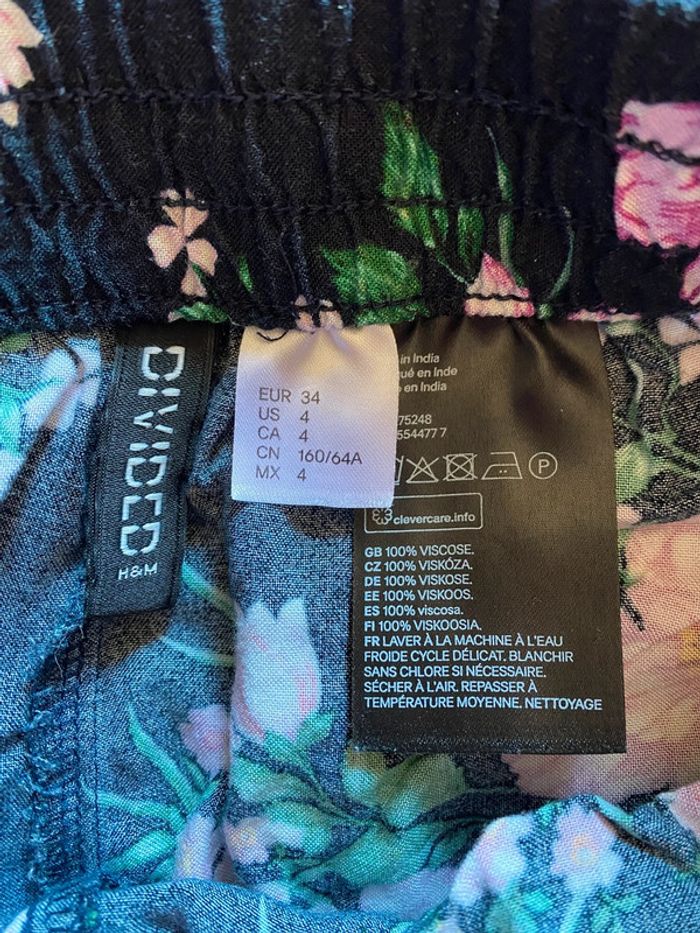 DIVIDED
H&M
EUR 34
US 4
CA 4
CN 160/64A
MX 4
in India
qué en Inde
en India
75248
554477 7
P
clevercare.info
GB 100% VISCOSE.
CZ 100% VISKÓZA.
DE 100% VISKOSE.
EE 100% VISKOOS.
ES 100% viscosa.
FI 100% VISKOOSIA.
FR LAVER À LA MACHINE À L'EAU
FROIDE CYCLE DÉLICAT. BLANCHIR
SANS CHLORE SI NÉCESSAIRE.
SÉCHER À L'AIR. REPASSER À
TEMPÉRATURE MOYENNE. NETTOYAGE